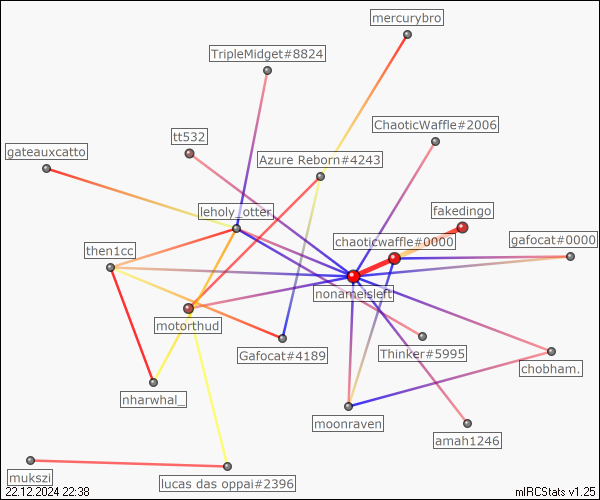 mercurybro
TripleMidget#8824
ChaoticWaffle#2006
tt532
gateauxcatto
Azure Reborn#4243
leholy_otter
fakedingo
chaoticwaffle#0000
gafocat#0000
then1cc
nonameisleft
motorthud
Gafocat#4189
Thinker#5995
chobham.
nharwhal_
moonraven
amah1246
mukszi
lucas das oppai#2396
22.12.2024 22:38
mIRCStats v1.25